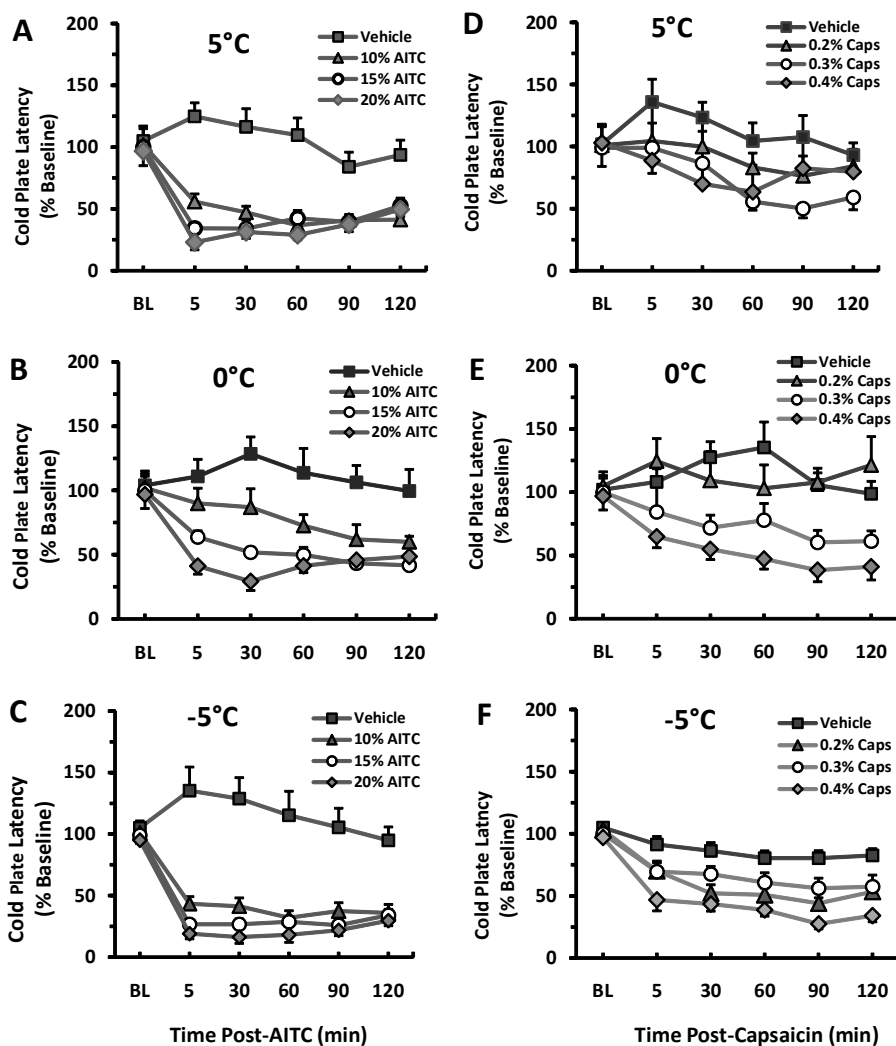 A
5°C
Vehicle
10% AITC
15% AITC
20% AITC
Cold Plate Latency
(% Baseline)
200
150
100
50
0
BL 5 30 60 90 120
D
5°C
Vehicle
0.2% Caps
0.3% Caps
0.4% Caps
Cold Plate Latency
(% Baseline)
200
150
100
50
0
BL 5 30 60 90 120
B
0°C
Vehicle
10% AITC
15% AITC
20% AITC
Cold Plate Latency
(% Baseline)
200
150
100
50
0
BL 5 30 60 90 120
E
0°C
Vehicle
0.2% Caps
0.3% Caps
0.4% Caps
Cold Plate Latency
(% Baseline)
200
150
100
50
0
BL 5 30 60 90 120
C
-5°C
Vehicle
10% AITC
15% AITC
20% AITC
Cold Plate Latency
(% Baseline)
200
150
100
50
0
BL 5 30 60 90 120
Time Post-AITC (min)
F
-5°C
Vehicle
0.2% Caps
0.3% Caps
0.4% Caps
Cold Plate Latncy
(% Baseline)
200
150
100
50
0
BL 5 30 60 90 120
Time Post-Capsaicin (min)